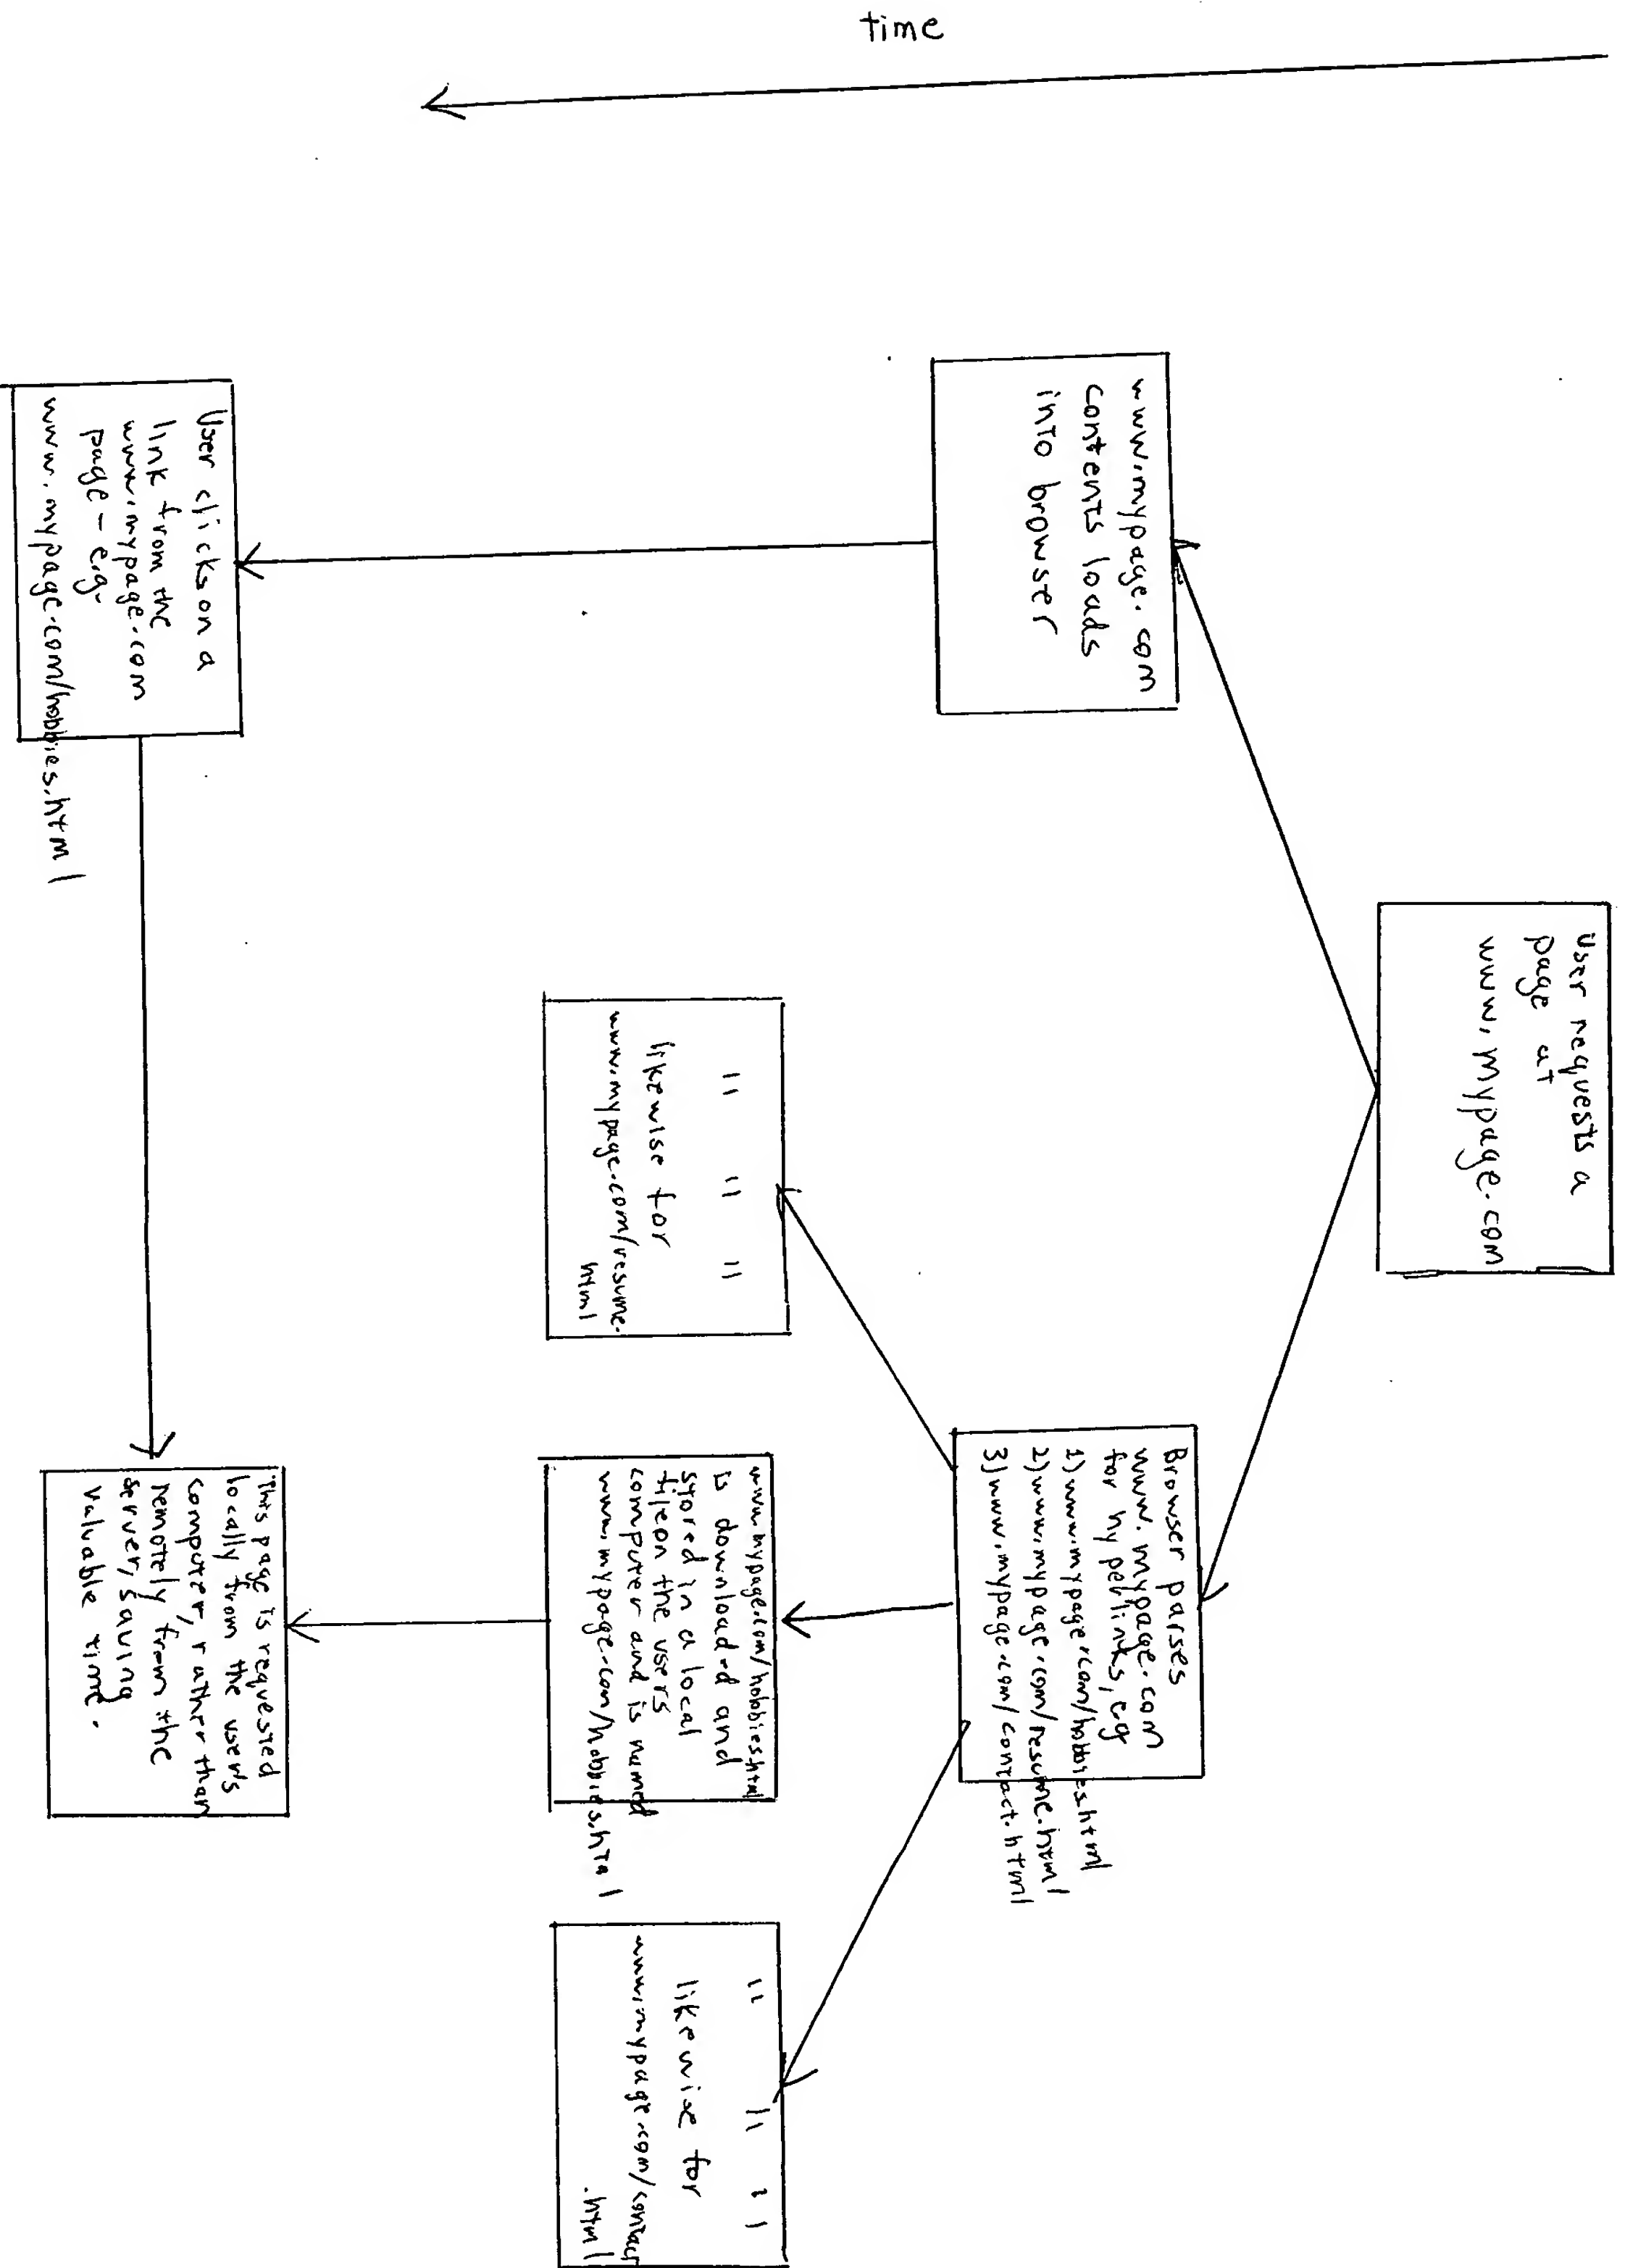 time
User requests a
page at
www.mypage.com
www.mypage.com
contents loads
into browser
Browser parses
www.mypage.com
for hyperlinks, eg
1) www.mypage.com/hobbies.html
2) www.mypage.com/resume.html
3) www.mypage.com/contact.html
" " "
likewise for
www.mypage.com/resume.
html
www.mypage.com/hobbies.html
is downloaded and
stored in a local
file on the users
computer and is named
www.mypage.com/hobbies.html
" " "
likewise for
www.mypage.com/contact
.html
User clicks on a
link from the
www.mypage.com
page - e.g.
www.mypage.com/hobbies.html
This page is requested
locally from the user's
computer, rather than
remotely from the
server, saving
valuable time.